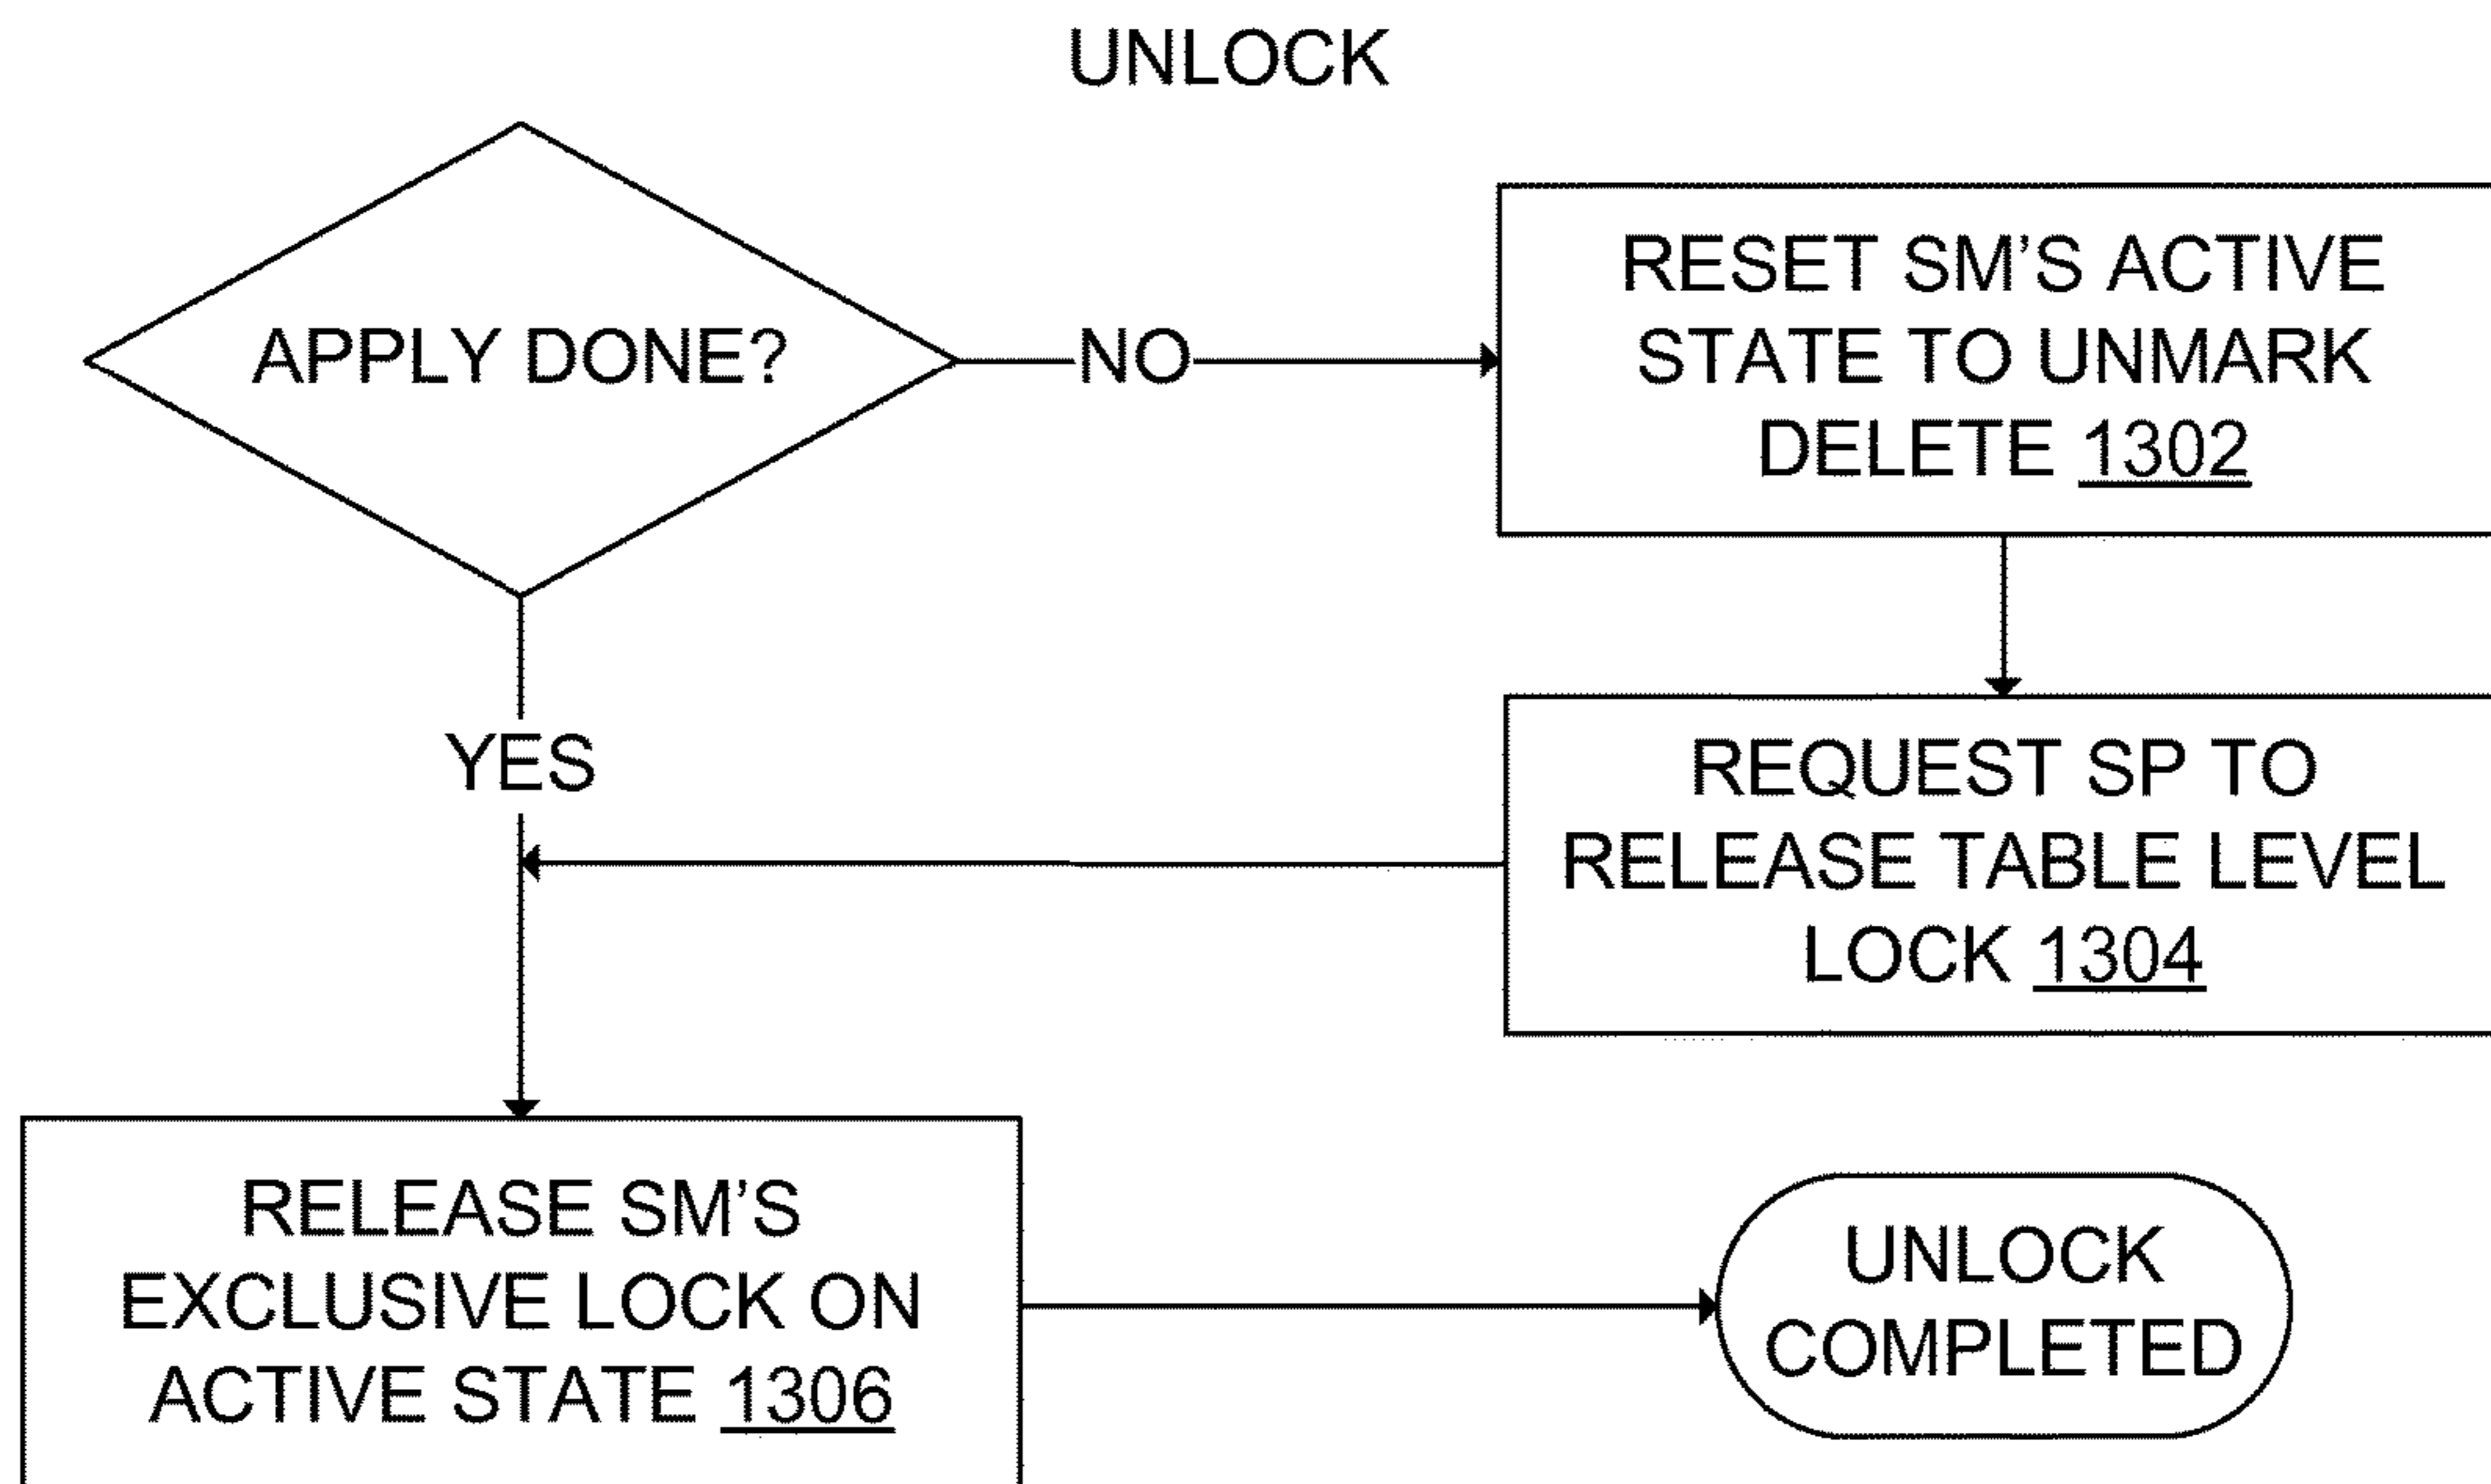 UNLOCK
APPLY DONE?
NO
RESET SM'S ACTIVE
STATE TO UNMARK
DELETE 1302
YES
REQUEST SP TO
RELEASE TABLE LEVEL
LOCK 1304
RELEASE SM'S
EXCLUSIVE LOCK ON
ACTIVE STATE 1306
UNLOCK
COMPLETED